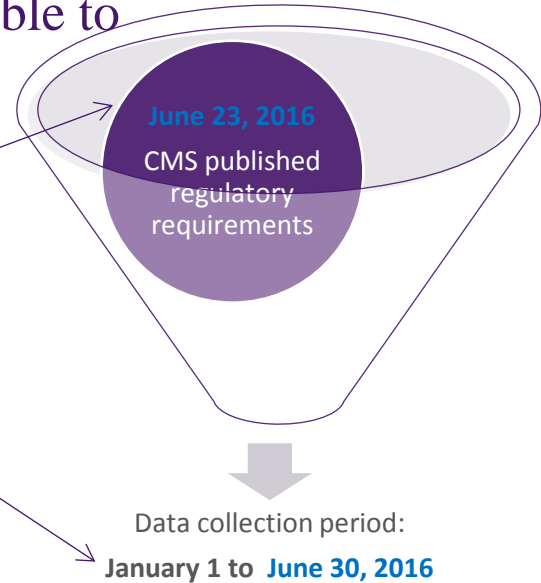 ble to
June 23, 2016
CMS published
regulatory
requirements
Data collection period:
January 1 to June 30, 2016